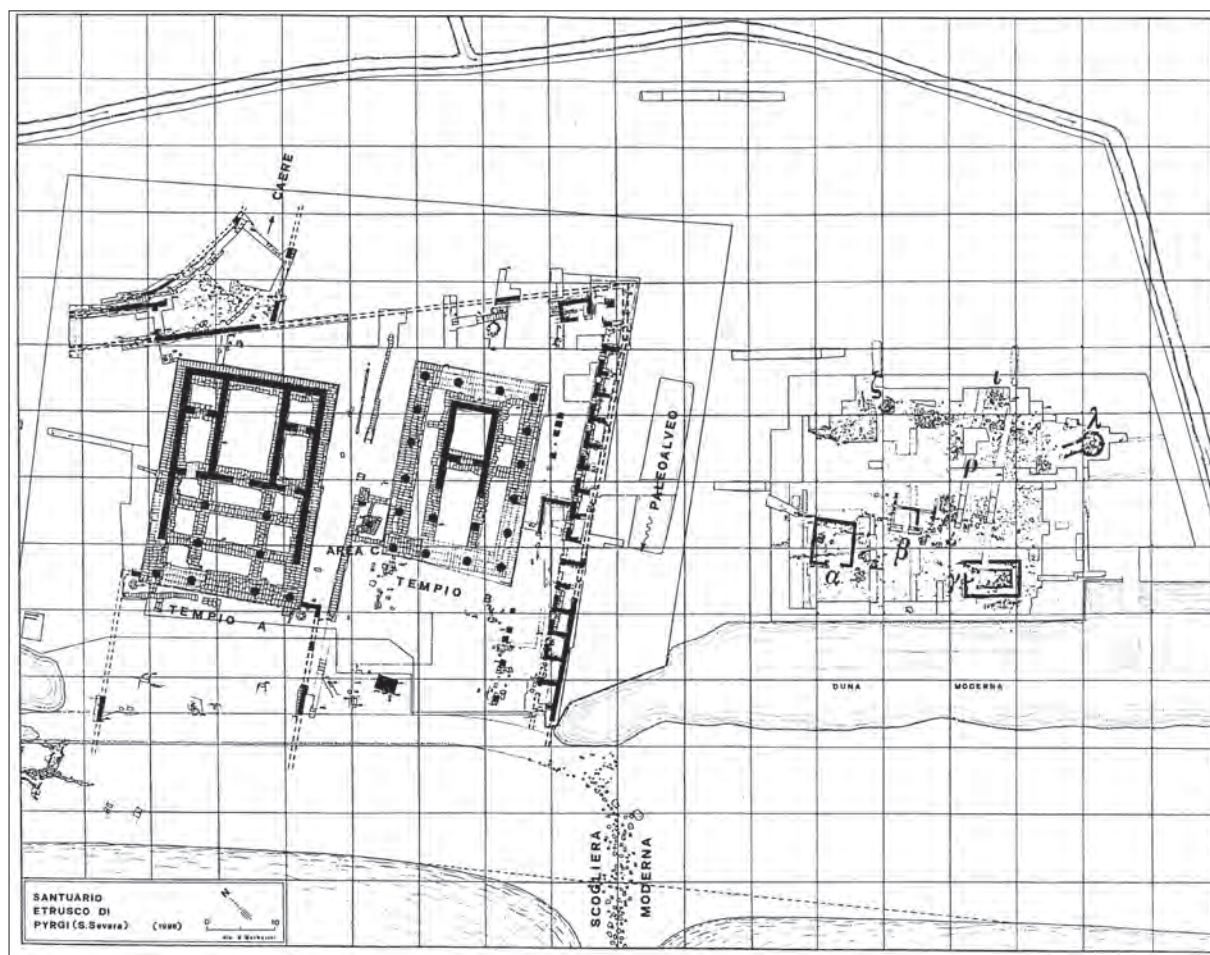 CAERE
PALEOALVEO
AREA C
TEMPIO B
TEMPIO A
ζ
ι
λ
ρ
α
β
γ
DUNA MODERNA
SCOGLIERA
MODERNA
SANTUARIO
ETRUSCO DI
PYRGI (S.Severa)
N
0 10